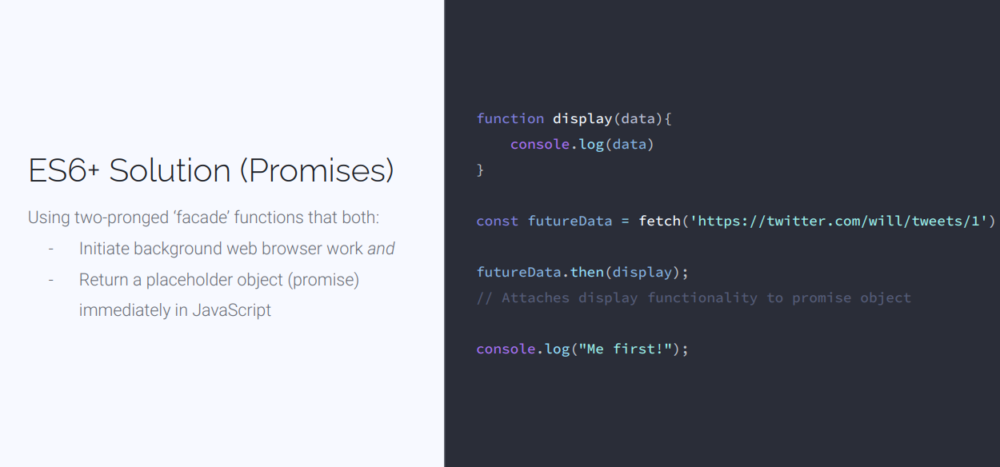 ES6+ Solution (Promises)
Using two-pronged ‘facade’ functions that both:
- Initiate background web browser work and
- Return a placeholder object (promise)
immediately in JavaScript
function display(data){
    console.log(data)
}
const futureData = fetch('https://twitter.com/will/tweets/1')
futureData.then(display);
// Attaches display functionality to promise object
console.log("Me first!");